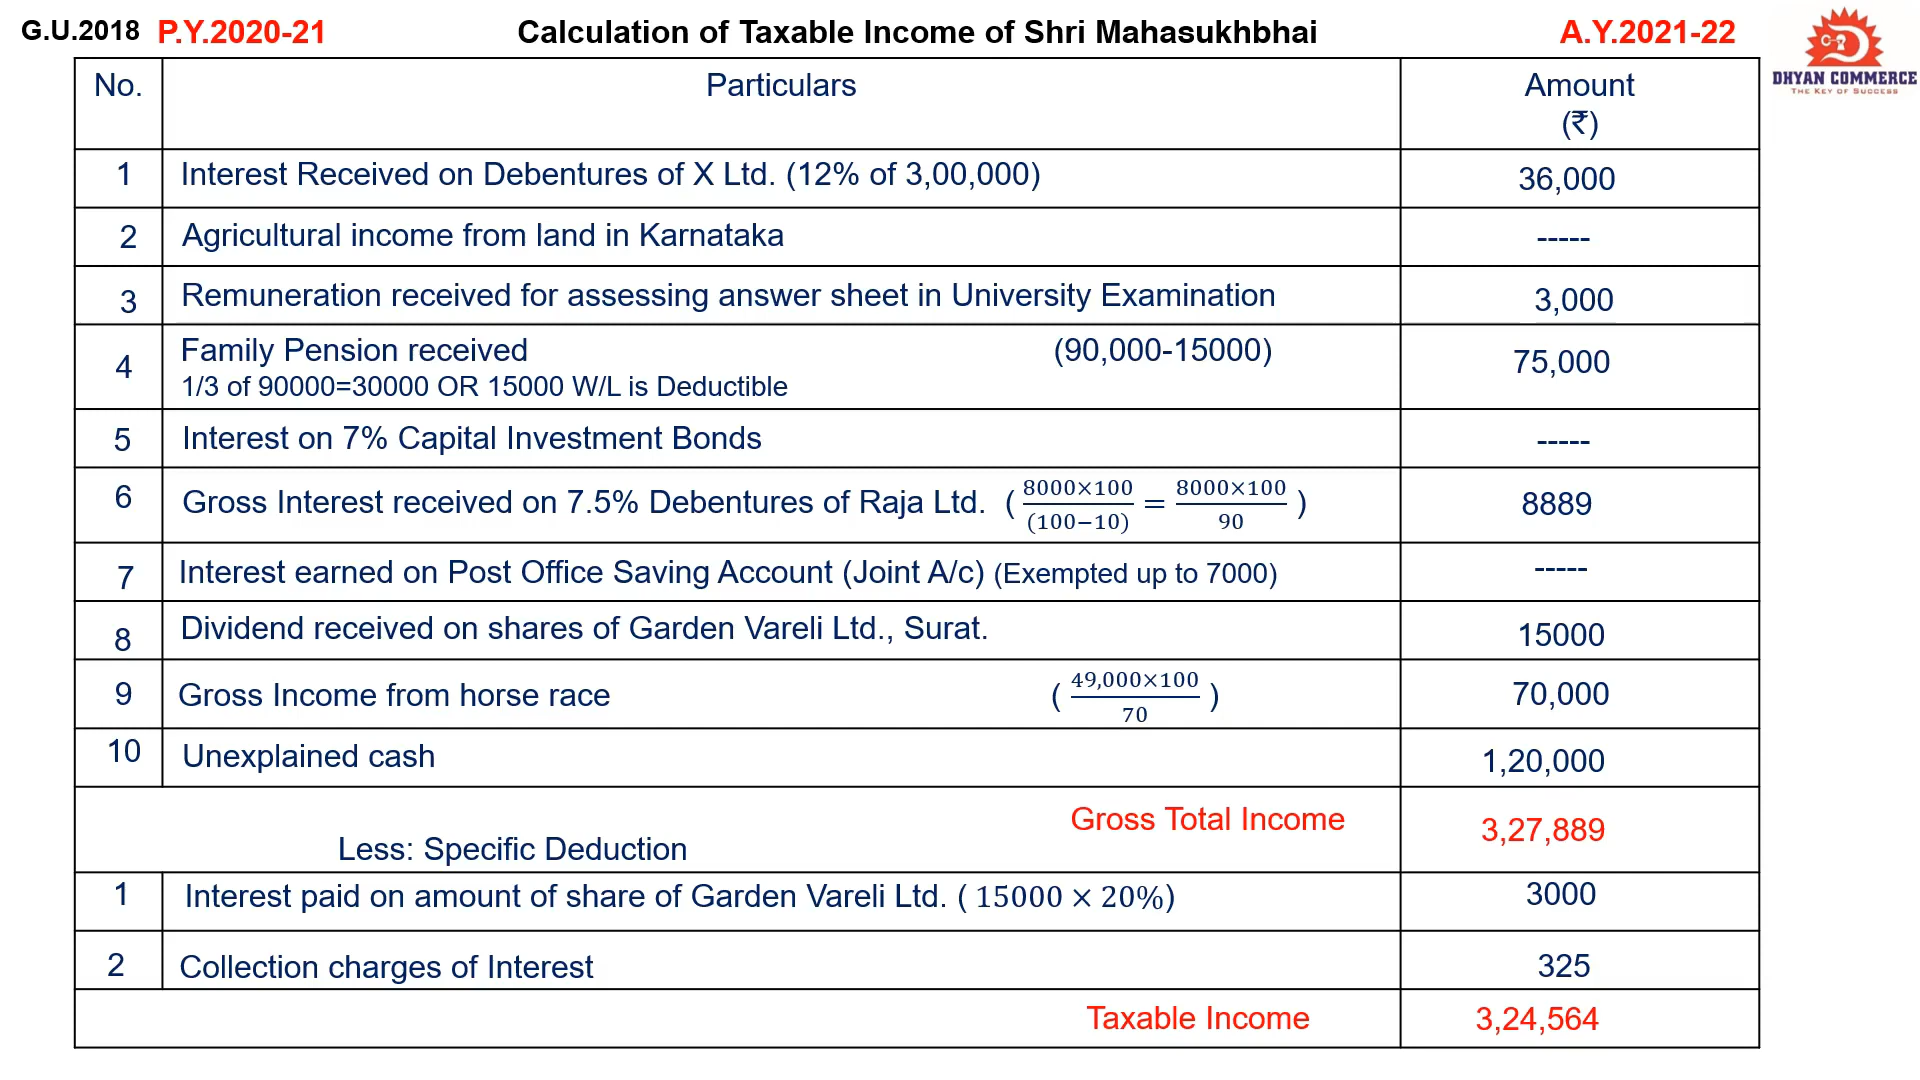 G.U.2018 P.Y.2020-21 Calculation of Taxable Income of Shri Mahasukhbhai A.Y.2021-22
DHYAN COMMERCE
THE KEY OF SUCCESS
No. Particulars Amount
(₹)
1 Interest Received on Debentures of X Ltd. (12% of 3,00,000) 36,000
2 Agricultural income from land in Karnataka -----
3 Remuneration received for assessing answer sheet in University Examination 3,000
4 Family Pension received (90,000-15000) 75,000
1/3 of 90000=30000 OR 15000 W/L is Deductible
5 Interest on 7% Capital Investment Bonds -----
6 Gross Interest received on 7.5% Debentures of Raja Ltd. ( 8000×100/(100−10) = 8000×100/90 ) 8889
7 Interest earned on Post Office Saving Account (Joint A/c) (Exempted up to 7000) -----
8 Dividend received on shares of Garden Vareli Ltd., Surat. 15000
9 Gross Income from horse race ( 49,000×100/70 ) 70,000
10 Unexplained cash 1,20,000
Gross Total Income 3,27,889
Less: Specific Deduction
1 Interest paid on amount of share of Garden Vareli Ltd. ( 15000 × 20%) 3000
2 Collection charges of Interest 325
Taxable Income 3,24,564